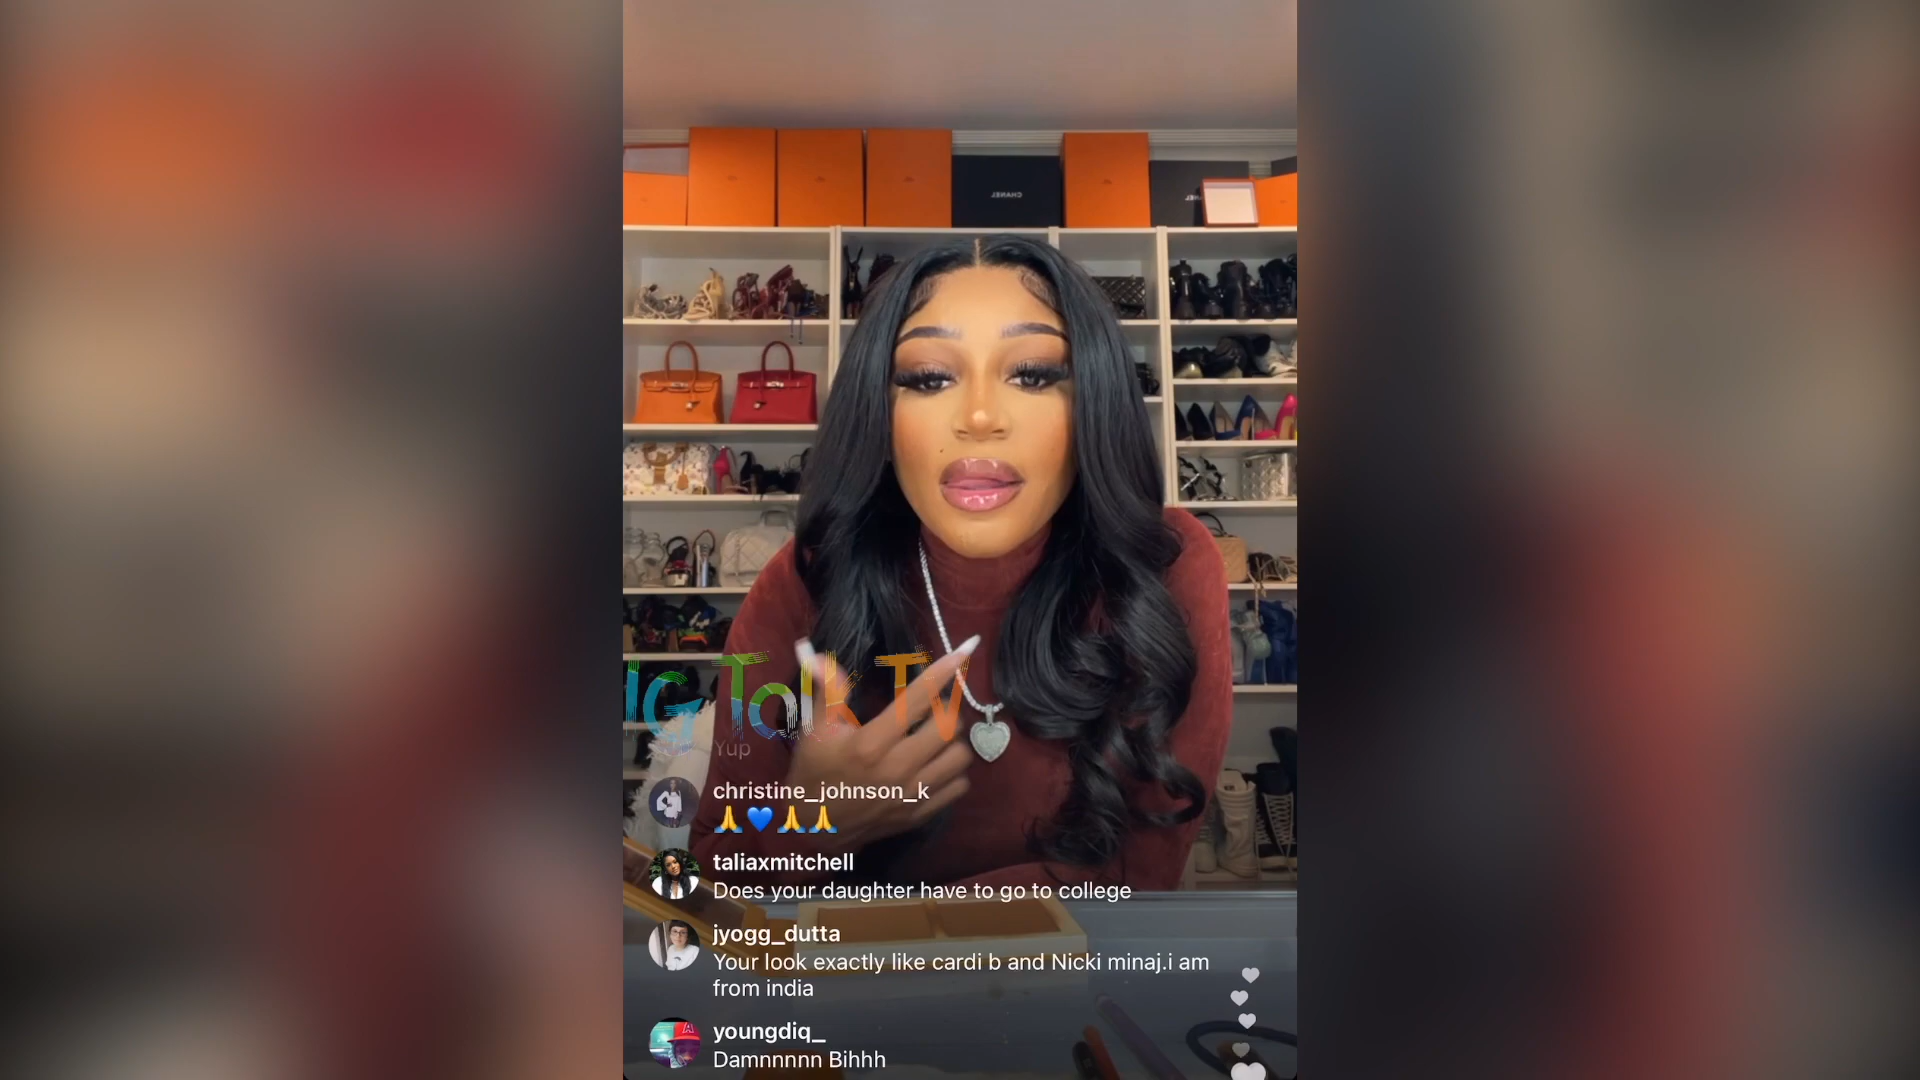 CHANEL
IG Talk TV
Yup
christine_johnson_k
🙏💙🙏🙏
taliaxmitchell
Does your daughter have to go to college
jyogg_dutta
Your look exactly like cardi b and Nicki minaj.i am
from india
youngdiq_
Damnnnnn Bihhh